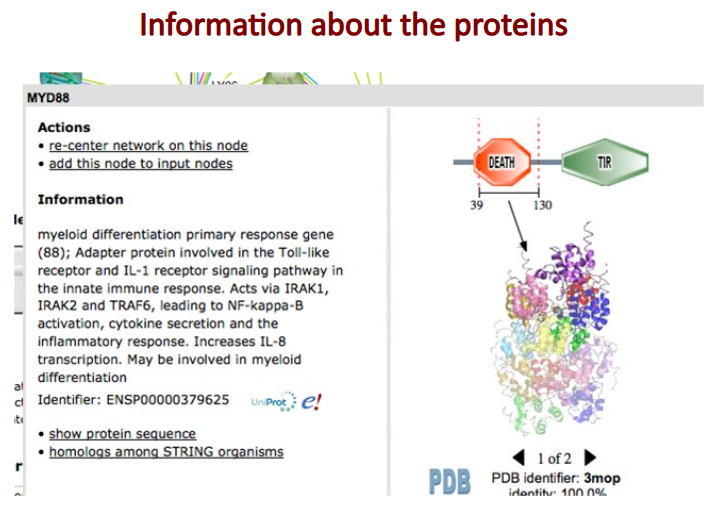 Information about the proteins
MYD88
Actions
• re-center network on this node
• add this node to input nodes
Information
myeloid differentiation primary response gene
(88); Adapter protein involved in the Toll-like
receptor and IL-1 receptor signaling pathway in
the innate immune response. Acts via IRAK1,
IRAK2 and TRAF6, leading to NF-kappa-B
activation, cytokine secretion and the
inflammatory response. Increases IL-8
transcription. May be involved in myeloid
differentiation
Identifier: ENSP00000379625 UniProt e!
• show protein sequence
• homologs among STRING organisms
DEATH TIR
39 130
1 of 2
PDB PDB identifier: 3mop
identity: 100.0%